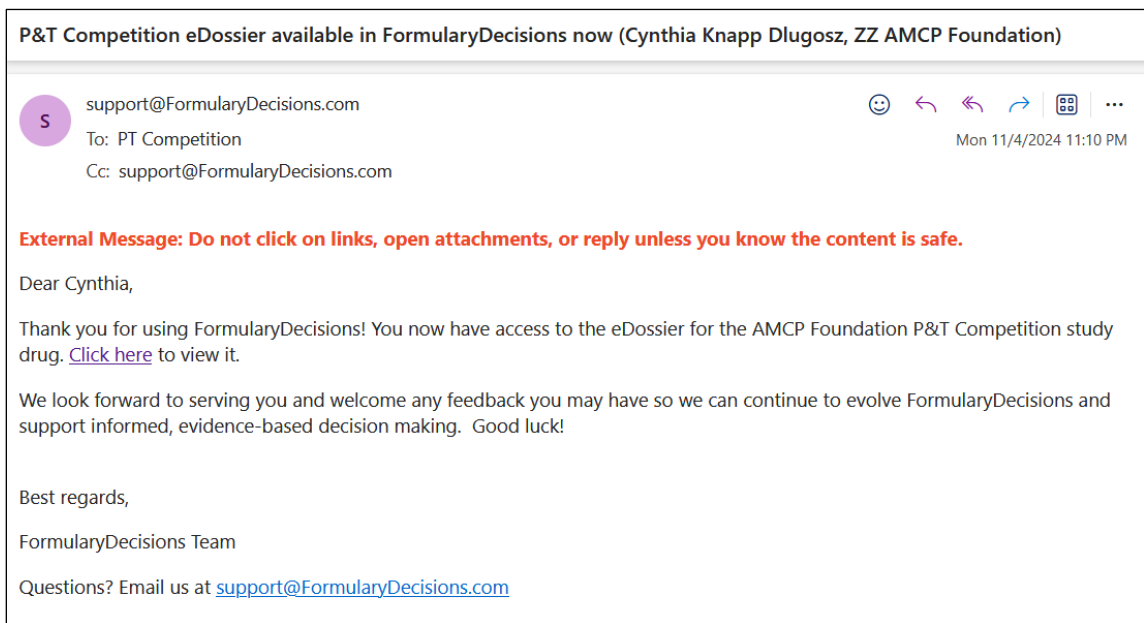 P&T Competition eDossier available in FormularyDecisions now (Cynthia Knapp Dlugosz, ZZ AMCP Foundation)
S
support@FormularyDecisions.com
To: PT Competition
Mon 11/4/2024 11:10 PM
Cc: support@FormularyDecisions.com
External Message: Do not click on links, open attachments, or reply unless you know the content is safe.
Dear Cynthia,
Thank you for using FormularyDecisions! You now have access to the eDossier for the AMCP Foundation P&T Competition study
drug. Click here to view it.
We look forward to serving you and welcome any feedback you may have so we can continue to evolve FormularyDecisions and
support informed, evidence-based decision making.  Good luck!
Best regards,
FormularyDecisions Team
Questions? Email us at support@FormularyDecisions.com